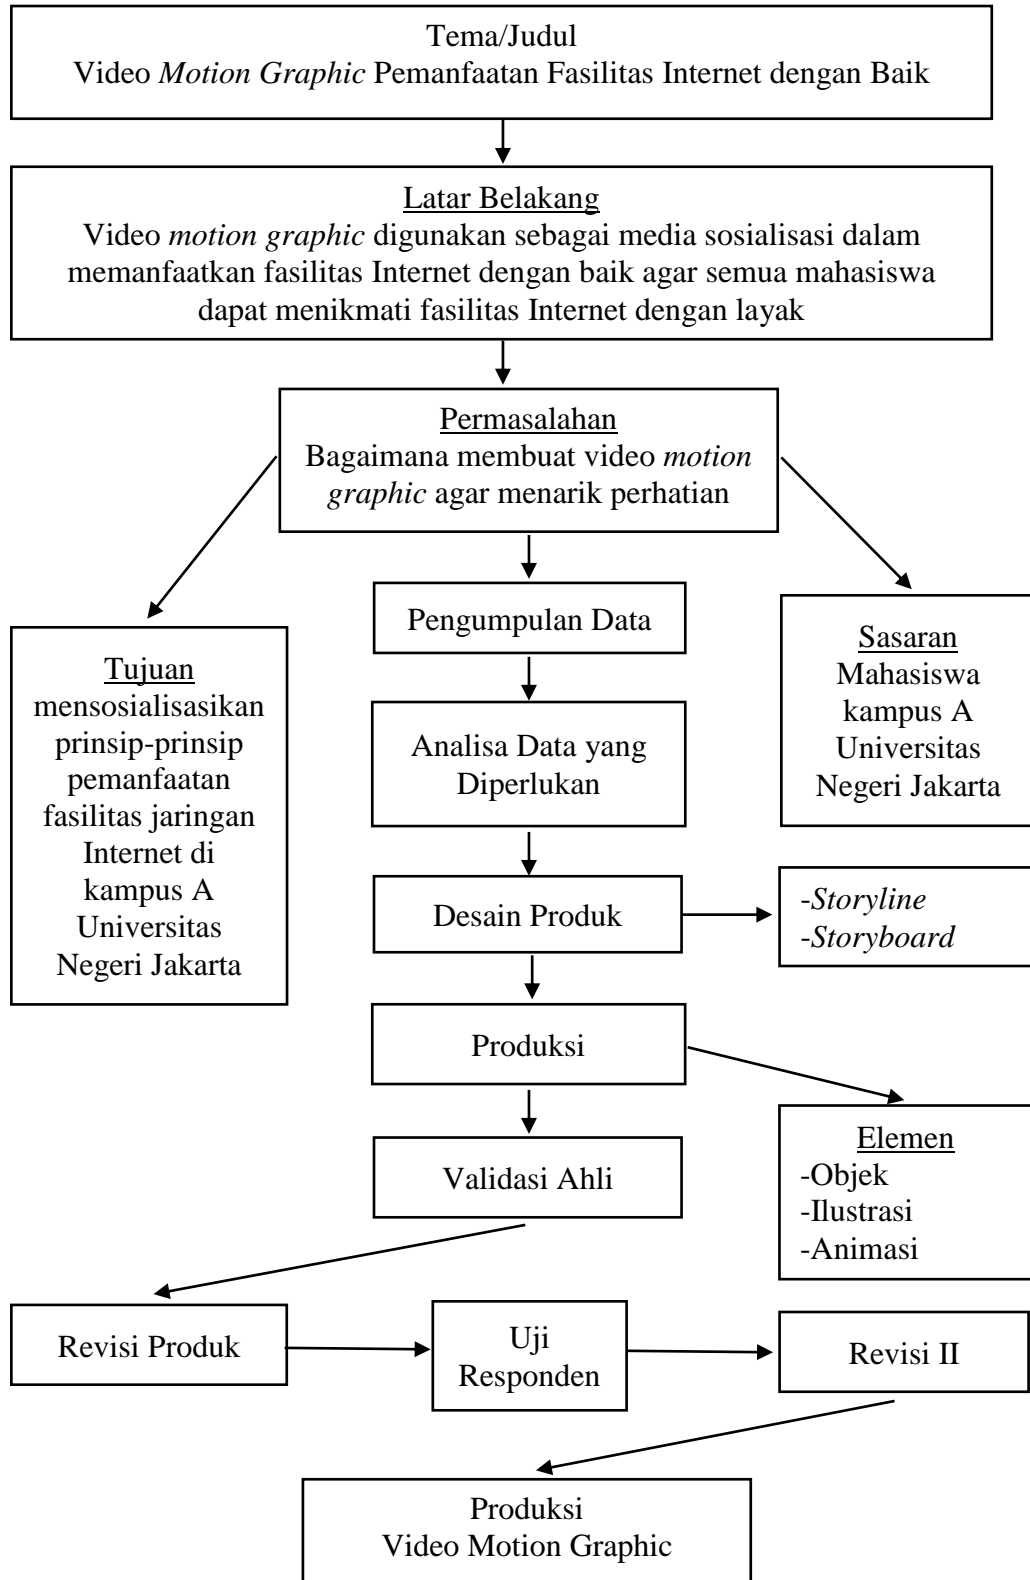 Tema/Judul
Video Motion Graphic Pemanfaatan Fasilitas Internet dengan Baik
Latar Belakang
Video motion graphic digunakan sebagai media sosialisasi dalam
memanfaatkan fasilitas Internet dengan baik agar semua mahasiswa
dapat menikmati fasilitas Internet dengan layak
Permasalahan
Bagaimana membuat video motion
graphic agar menarik perhatian
Tujuan
mensosialisasikan
prinsip-prinsip
pemanfaatan
fasilitas jaringan
Internet di
kampus A
Universitas
Negeri Jakarta
Pengumpulan Data
Sasaran
Mahasiswa
kampus A
Universitas
Negeri Jakarta
Analisa Data yang
Diperlukan
Desain Produk
-Storyline
-Storyboard
Produksi
Elemen
-Objek
-Ilustrasi
-Animasi
Validasi Ahli
Revisi Produk
Uji
Responden
Revisi II
Produksi
Video Motion Graphic